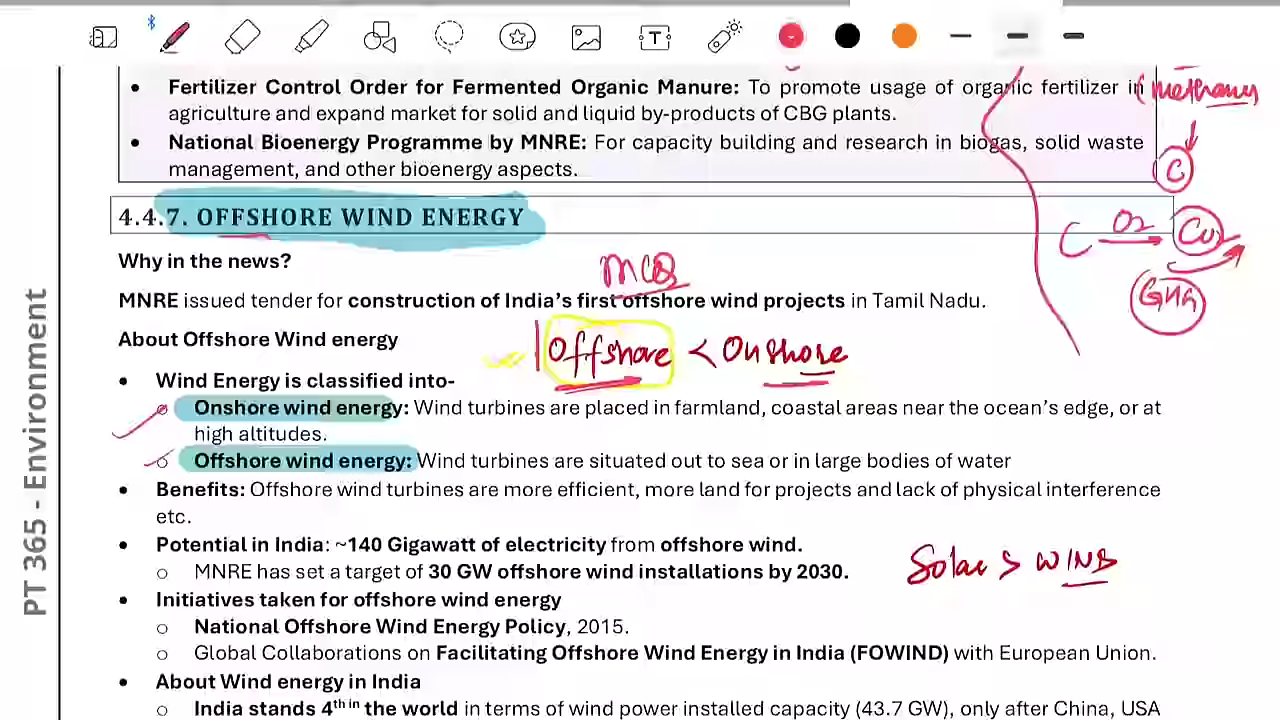 Fertilizer Control Order for Fermented Organic Manure: To promote usage of organic fertilizer in
agriculture and expand market for solid and liquid by-products of CBG plants.
National Bioenergy Programme by MNRE: For capacity building and research in biogas, solid waste
management, and other bioenergy aspects.
C
C O2 CO2
GHG
4.4.7. OFFSHORE WIND ENERGY
Why in the news?
MCQ
MNRE issued tender for construction of India's first offshore wind projects in Tamil Nadu.
About Offshore Wind energy
Offshore < Onshore
Wind Energy is classified into-
Onshore wind energy: Wind turbines are placed in farmland, coastal areas near the ocean's edge, or at
high altitudes.
Offshore wind energy: Wind turbines are situated out to sea or in large bodies of water
Benefits: Offshore wind turbines are more efficient, more land for projects and lack of physical interference
etc.
Potential in India: ~140 Gigawatt of electricity from offshore wind.
MNRE has set a target of 30 GW offshore wind installations by 2030.
Solar > WIND
Initiatives taken for offshore wind energy
National Offshore Wind Energy Policy, 2015.
Global Collaborations on Facilitating Offshore Wind Energy in India (FOWIND) with European Union.
About Wind energy in India
India stands 4th in the world in terms of wind power installed capacity (43.7 GW), only after China, USA
PT 365 - Environment